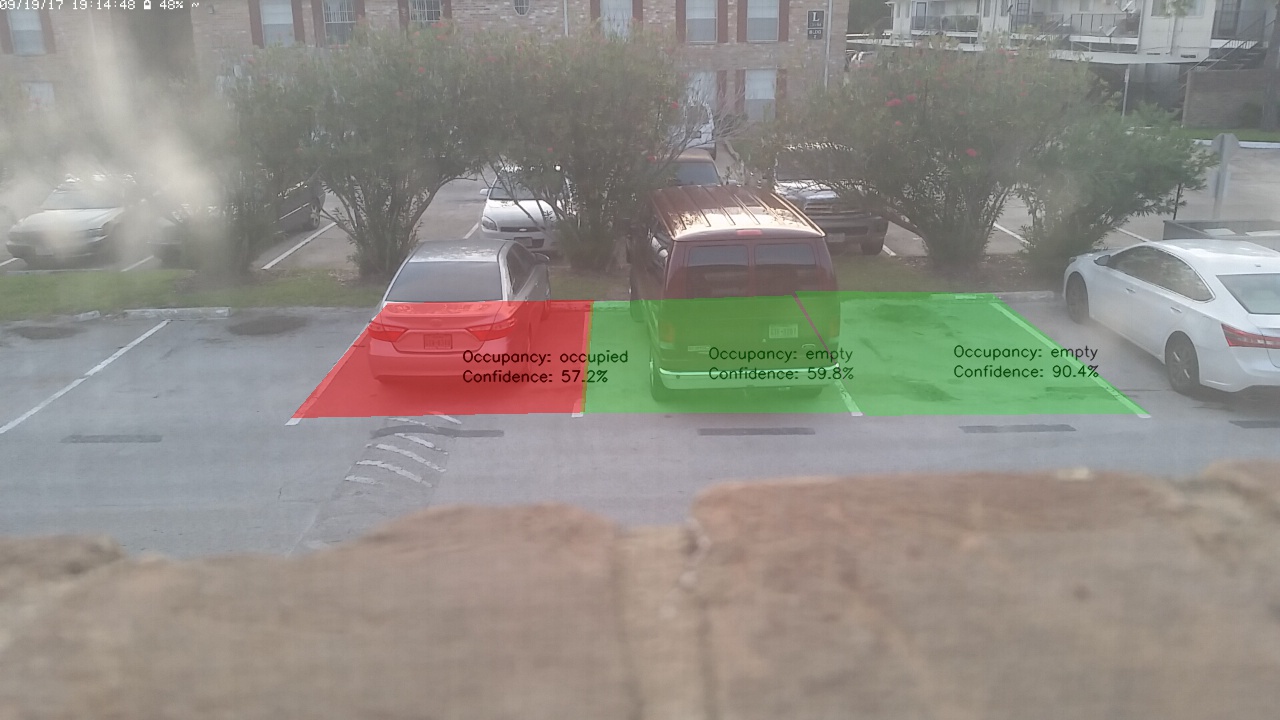 09/19/17 19:14:48 48% ~
L
Occupancy: occupied
Confidence: 57.2%
Occupancy: empty
Confidence: 59.8%
Occupancy: empty
Confidence: 90.4%